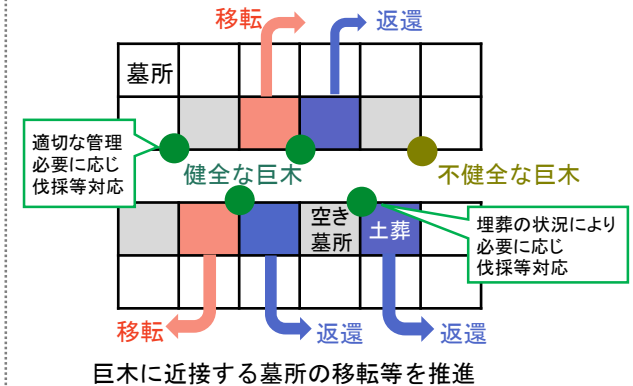 移転
返還
墓所
適切な管理
必要に応じ
伐採等対応
健全な巨木
不健全な巨木
空き
墓所
土葬
埋葬の状況により
必要に応じ
伐採等対応
移転
返還
返還
巨木に近接する墓所の移転等を推進